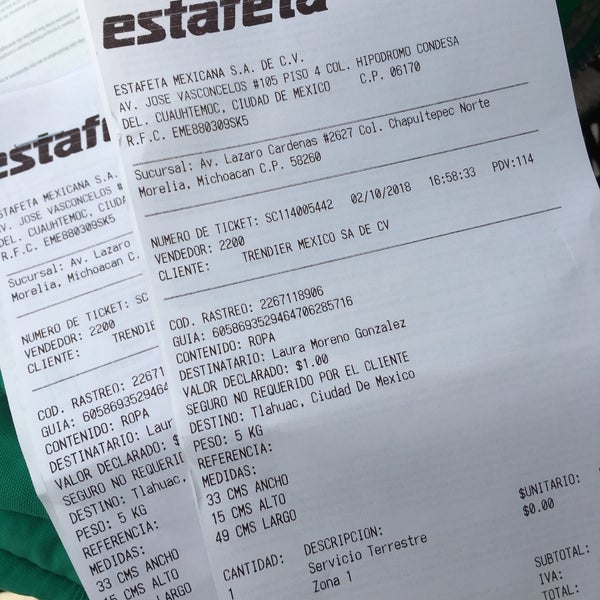 estafeta
ESTAFETA MEXICANA S.A. DE C.V.
AV. JOSE VASCONCELOS #105 PISO 4 COL. HIPODROMO CONDESA
DEL. CUAUHTEMOC, CIUDAD DE MEXICO C.P. 06170
R.F.C. EME880309SK5
Sucursal: Av. Lazaro Cardenas #2627 Col. Chapultepec Norte
Morelia, Michoacan C.P. 58260
NUMERO DE TICKET: SC114005442 02/10/2018 16:58:33 PDV:114
VENDEDOR: 2200
CLIENTE: TRENDIER MEXICO SA DE CV
COD. RASTREO: 2267118906
GUIA: 6058693529464706285716
CONTENIDO: ROPA
DESTINATARIO: Laura Moreno Gonzalez
VALOR DECLARADO: $1.00
SEGURO NO REQUERIDO POR EL CLIENTE
DESTINO: Tlahuac, Ciudad De Mexico
PESO: 5 KG
REFERENCIA:
MEDIDAS:
33 CMS ANCHO
15 CMS ALTO
49 CMS LARGO
CANTIDAD: DESCRIPCION: $UNITARIO:
1 Servicio Terrestre $0.00
Zona 1
SUBTOTAL:
IVA:
TOTAL:
estafe
STAFETA MEXICANA S.A.
V. JOSE VASCONCELOS #
EL. CUAUHTEMOC, CIUDA
.F.C. EME880309SK5
Sucursal: Av. Lazaro
Morelia, Michoacan C.
NUMERO DE TICKET: SC
VENDEDOR: 2200
CLIENTE: TRENDIER
COD. RASTREO: 22671
GUIA: 6058693529464
CONTENIDO: ROPA
DESTINATARIO: Laur
VALOR DECLARADO: $
SEGURO NO REQUERID
DESTINO: Tlahuac,
PESO: 5 KG
REFERENCIA:
MEDIDAS:
33 CMS ANCHO
15 CMS ALTO
LARGO